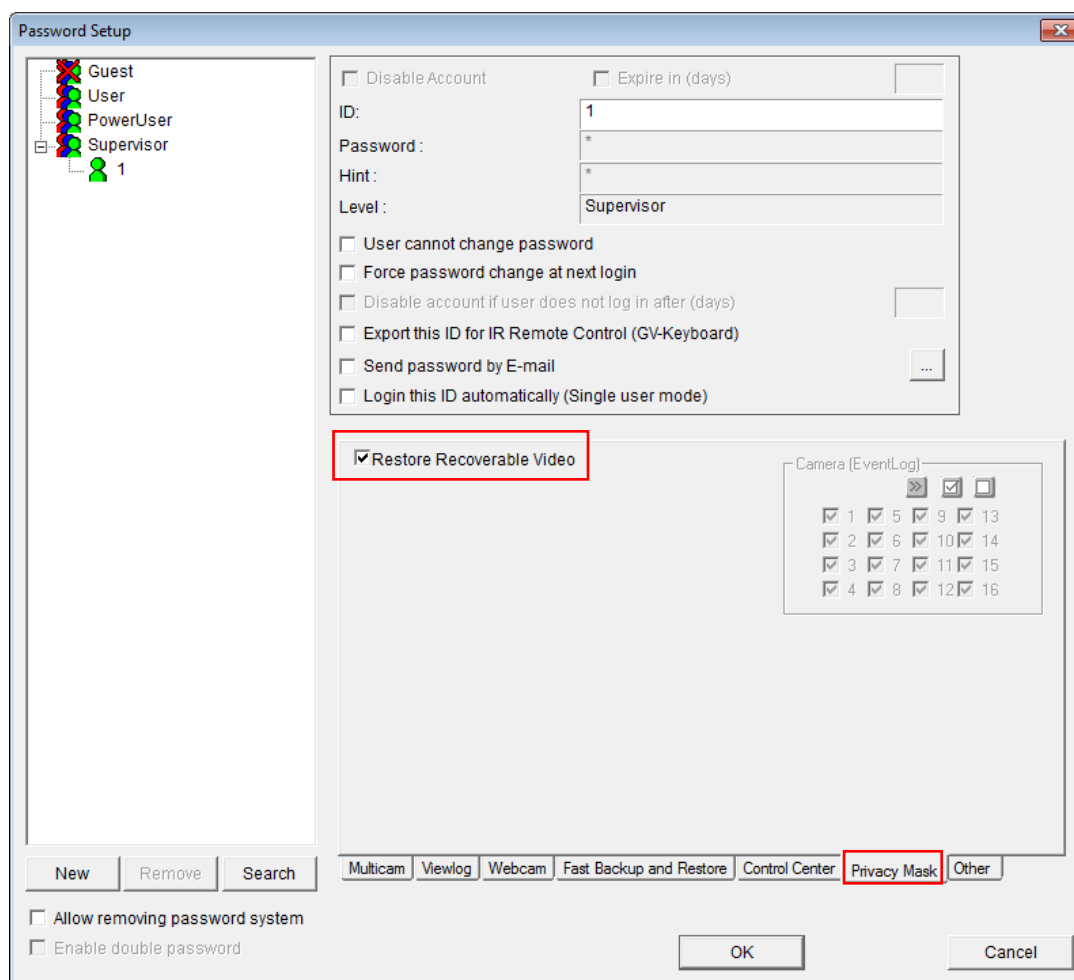 Password Setup
Guest
User
PowerUser
Supervisor
1
Disable Account
Expire in (days)
ID:
1
Password :
*
Hint :
*
Level :
Supervisor
User cannot change password
Force password change at next login
Disable account if user does not log in after (days)
Export this ID for IR Remote Control (GV-Keyboard)
Send password by E-mail
...
Login this ID automatically (Single user mode)
Restore Recoverable Video
Camera (EventLog)
>>
1 5 9 13
2 6 10 14
3 7 11 15
4 8 12 16
Multicam Viewlog Webcam Fast Backup and Restore Control Center Privacy Mask Other
New Remove Search
Allow removing password system
Enable double password
OK Cancel